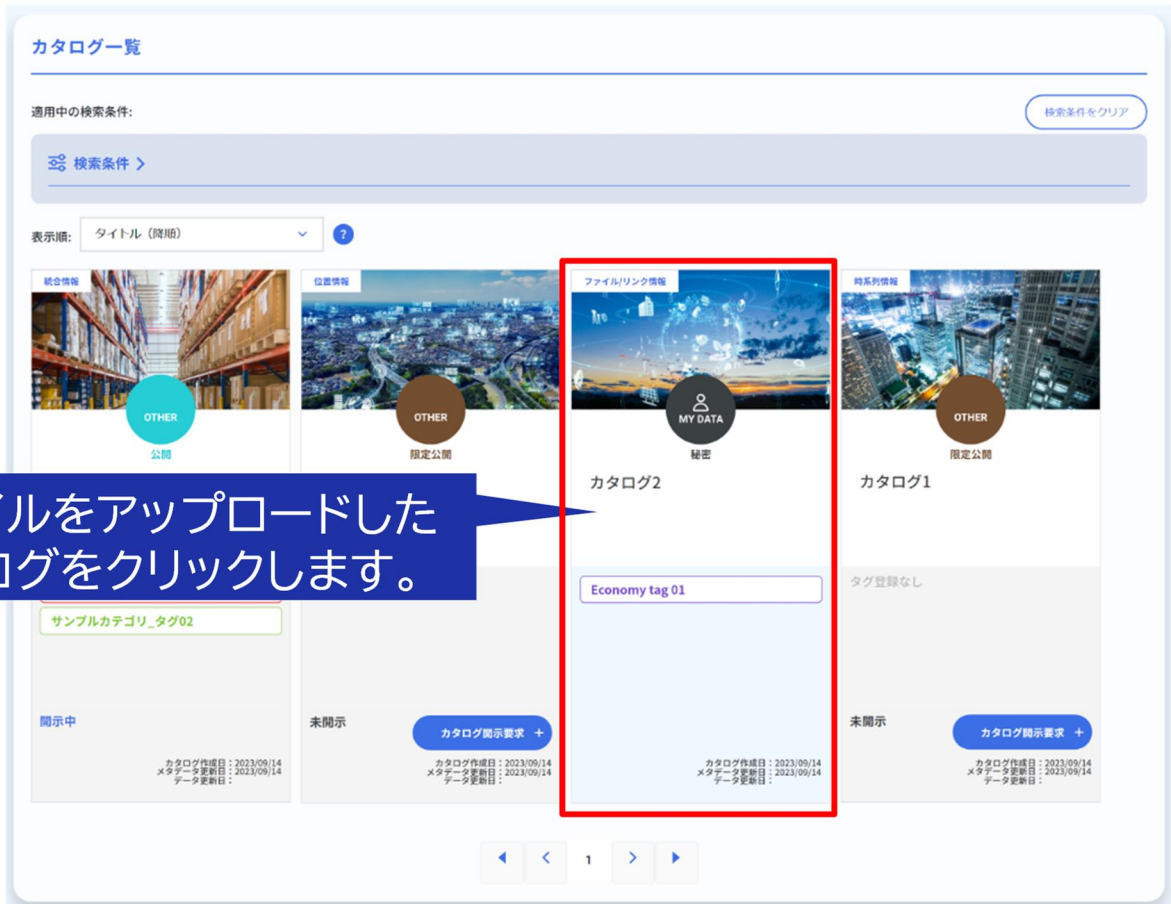 カタログ一覧
適用中の検索条件:
検索条件をクリア
検索条件
表示順:
タイトル（降順）
?
統合情報
OTHER
公開
サンプルカテゴリ_タグ02
開示中
カタログ作成日：2023/09/14
メタデータ更新日：2023/09/14
データ更新日：
位置情報
OTHER
限定公開
未開示
カタログ開示要求 +
カタログ作成日：2023/09/14
メタデータ更新日：2023/09/14
データ更新日：
ファイル/リンク情報
MY DATA
秘密
カタログ2
Economy tag 01
カタログ作成日：2023/09/14
メタデータ更新日：2023/09/14
データ更新日：
時系列情報
OTHER
限定公開
カタログ1
タグ登録なし
未開示
カタログ開示要求 +
カタログ作成日：2023/09/14
メタデータ更新日：2023/09/14
データ更新日：
ルをアップロードした
グをクリックします。
1